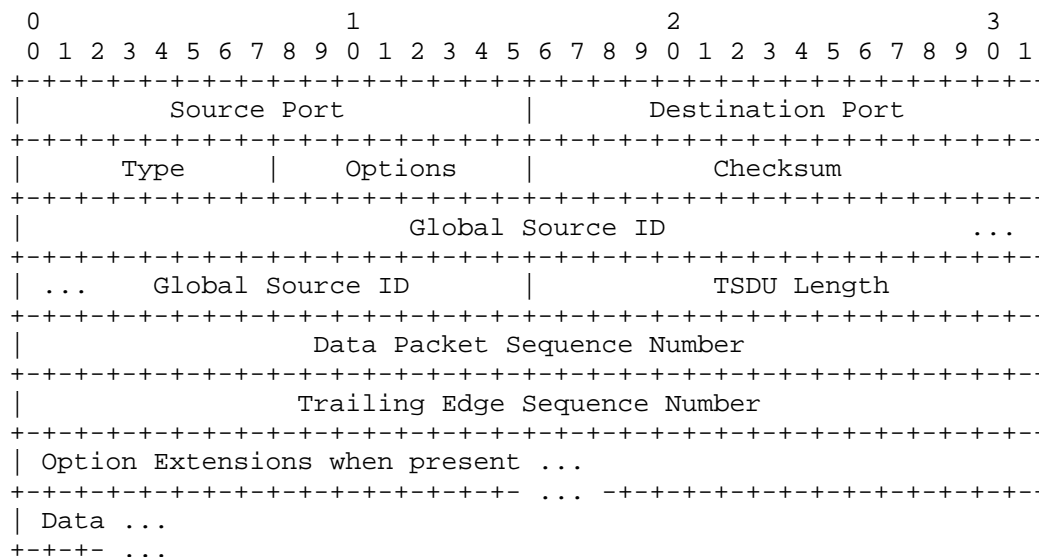 0                   1                   2                   3
 0 1 2 3 4 5 6 7 8 9 0 1 2 3 4 5 6 7 8 9 0 1 2 3 4 5 6 7 8 9 0 1
+-+-+-+-+-+-+-+-+-+-+-+-+-+-+-+-+-+-+-+-+-+-+-+-+-+-+-+-+-+-+-+--
|         Source Port           |       Destination Port
+-+-+-+-+-+-+-+-+-+-+-+-+-+-+-+-+-+-+-+-+-+-+-+-+-+-+-+-+-+-+-+--
|      Type     |    Options    |           Checksum
+-+-+-+-+-+-+-+-+-+-+-+-+-+-+-+-+-+-+-+-+-+-+-+-+-+-+-+-+-+-+-+--
|                        Global Source ID                   ...
+-+-+-+-+-+-+-+-+-+-+-+-+-+-+-+-+-+-+-+-+-+-+-+-+-+-+-+-+-+-+-+--
| ...    Global Source ID       |           TSDU Length
+-+-+-+-+-+-+-+-+-+-+-+-+-+-+-+-+-+-+-+-+-+-+-+-+-+-+-+-+-+-+-+--
|                  Data Packet Sequence Number
+-+-+-+-+-+-+-+-+-+-+-+-+-+-+-+-+-+-+-+-+-+-+-+-+-+-+-+-+-+-+-+--
|                 Trailing Edge Sequence Number
+-+-+-+-+-+-+-+-+-+-+-+-+-+-+-+-+-+-+-+-+-+-+-+-+-+-+-+-+-+-+-+--
| Option Extensions when present ...
+-+-+-+-+-+-+-+-+-+-+-+-+-+-+-+- ... -+-+-+-+-+-+-+-+-+-+-+-+-+--
| Data ...
+-+-+- ...